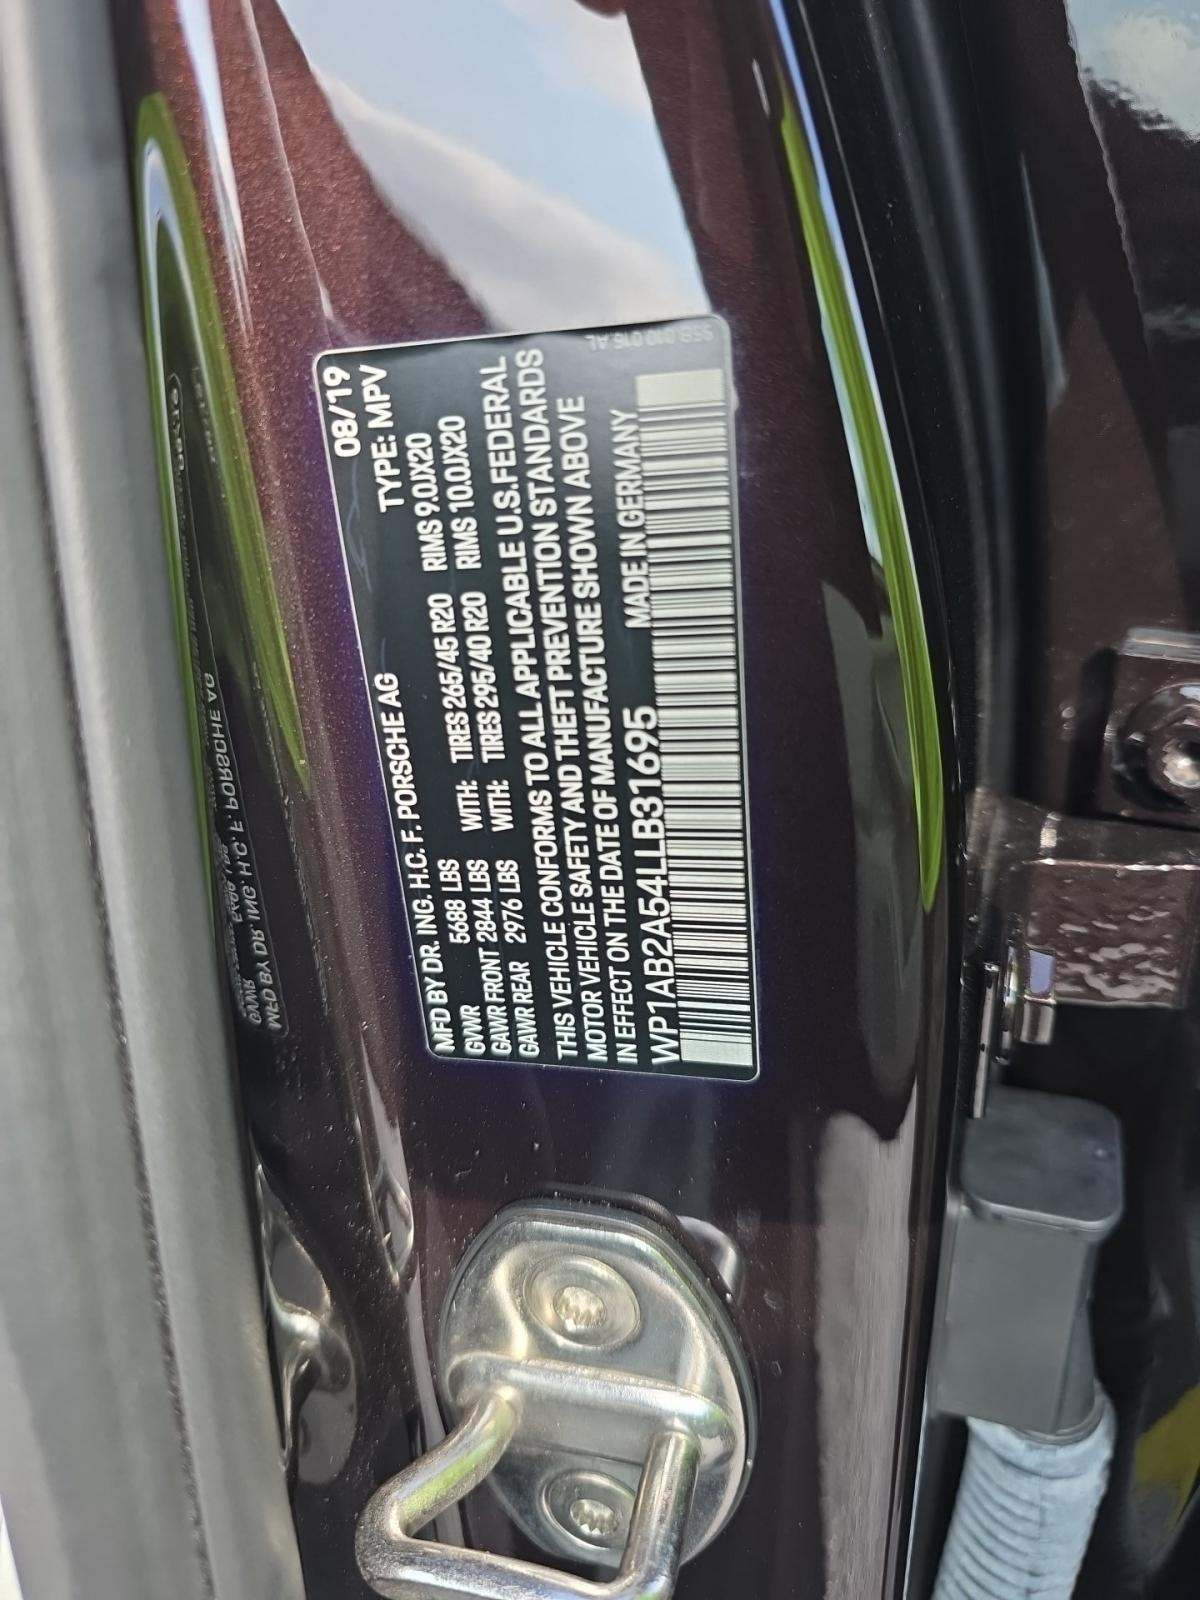 08/19
MFD BY DR. ING. H.C. F. PORSCHE AG TYPE: MPV
GVWR 5688 LBS
GAWR FRONT 2844 LBS WITH: TIRES 265/45 R20 RIMS 9.0JX20
GAWR REAR 2976 LBS WITH: TIRES 295/40 R20 RIMS 10.0JX20
THIS VEHICLE CONFORMS TO ALL APPLICABLE U.S.FEDERAL
MOTOR VEHICLE SAFETY AND THEFT PREVENTION STANDARDS
IN EFFECT ON THE DATE OF MANUFACTURE SHOWN ABOVE
WP1AB2A54LLB31695 MADE IN GERMANY